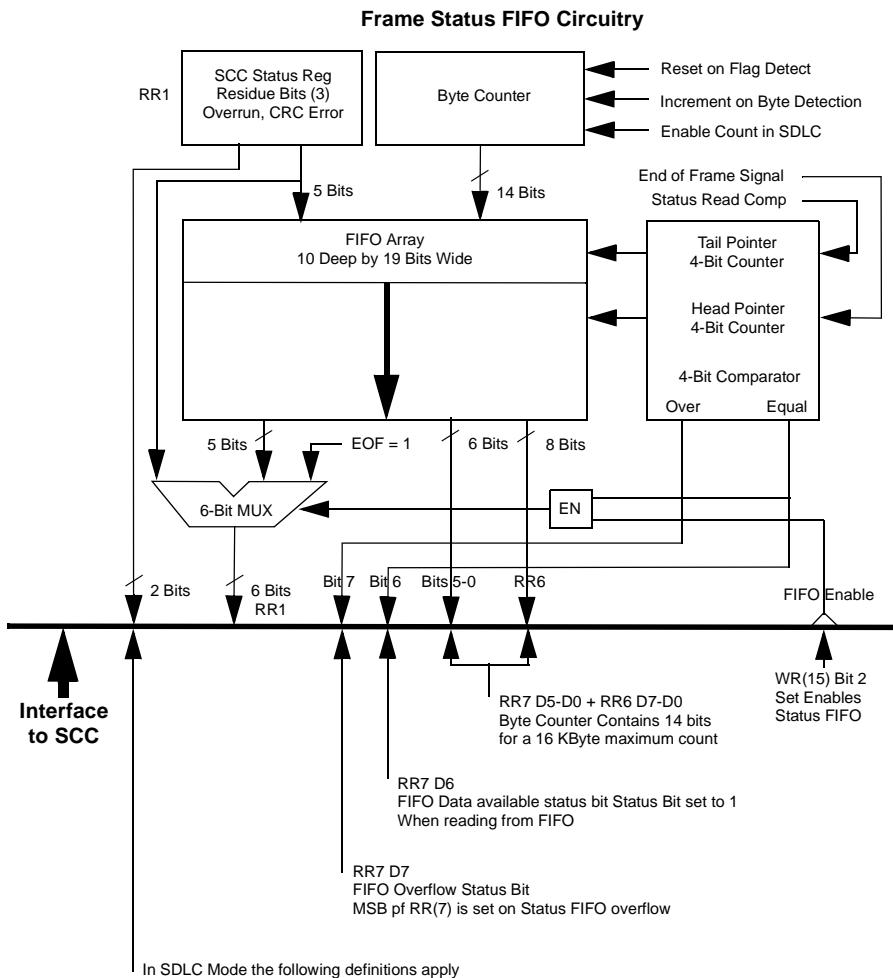 Frame Status FIFO Circuitry
RR1
SCC Status Reg
Residue Bits (3)
Overrun, CRC Error
Byte Counter
Reset on Flag Detect
Increment on Byte Detection
Enable Count in SDLC
End of Frame Signal
Status Read Comp
5 Bits
14 Bits
FIFO Array
10 Deep by 19 Bits Wide
Tail Pointer
4-Bit Counter
Head Pointer
4-Bit Counter
4-Bit Comparator
Over
Equal
5 Bits
EOF = 1
6 Bits
8 Bits
6-Bit MUX
EN
2 Bits
6 Bits
RR1
Bit 7
Bit 6
Bits 5-0
RR6
FIFO Enable
Interface
to SCC
WR(15) Bit 2
Set Enables
Status FIFO
RR7 D5-D0 + RR6 D7-D0
Byte Counter Contains 14 bits
for a 16 KByte maximum count
RR7 D6
FIFO Data available status bit Status Bit set to 1
When reading from FIFO
RR7 D7
FIFO Overflow Status Bit
MSB pf RR(7) is set on Status FIFO overflow
In SDLC Mode the following definitions apply